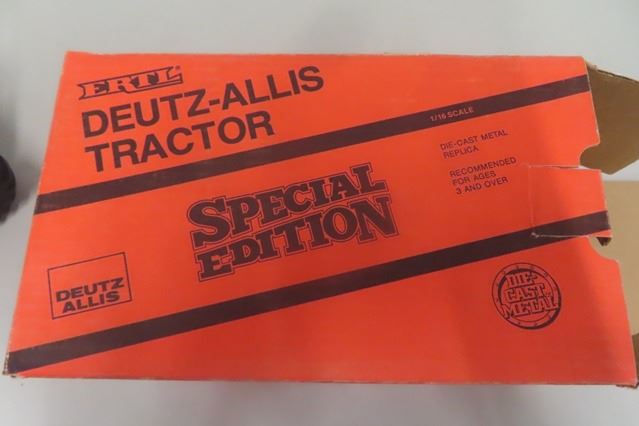 ERTL
DEUTZ-ALLIS
TRACTOR
1/16 SCALE
DIE-CAST METAL
REPLICA
RECOMMENDED
FOR AGES
3 AND OVER
SPECIAL
EDITION
DEUTZ
ALLIS
DIE-
CAST
METAL